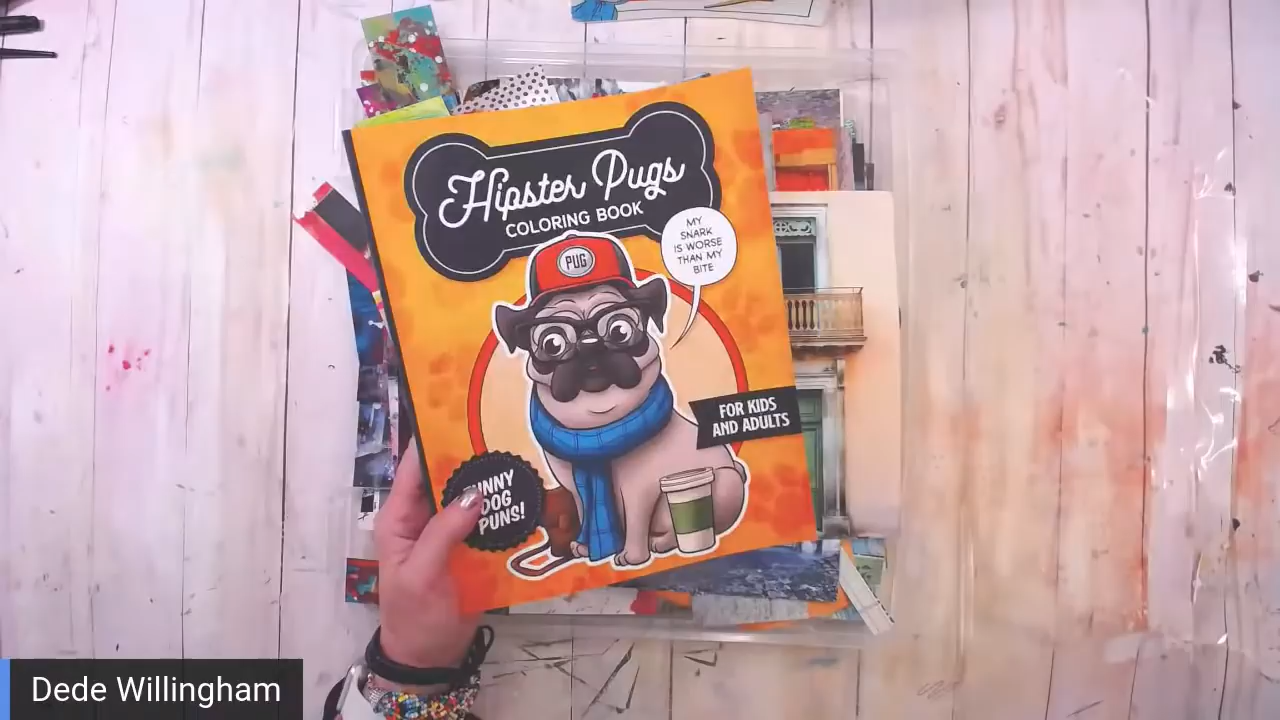 Hipster Pugs
COLORING BOOK
MY
SNARK
IS WORSE
THAN MY
BITE
PUG
FOR KIDS
AND ADULTS
DOG
PUNS!
Dede Willingham